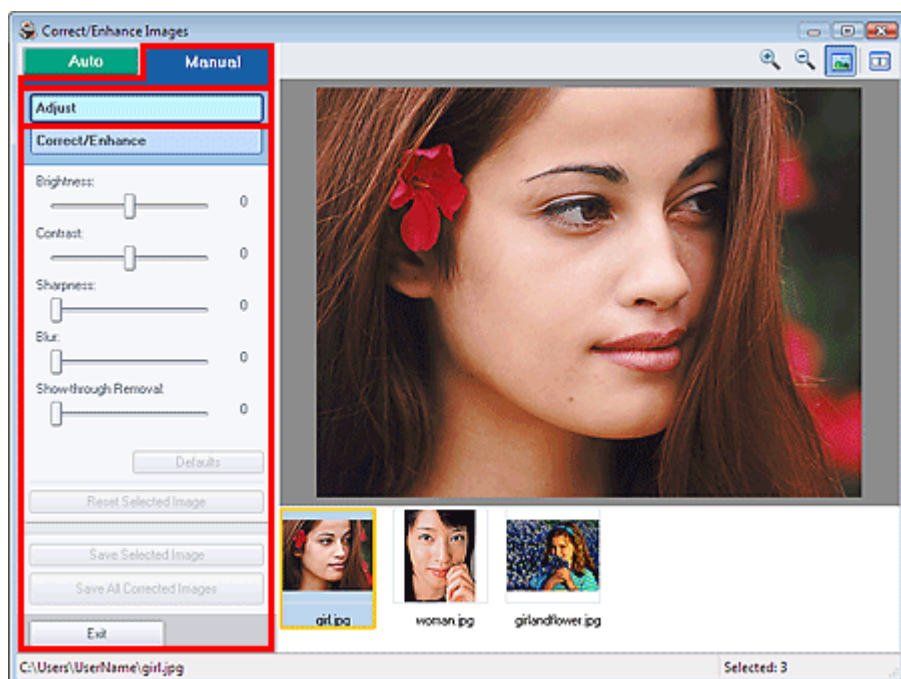 Correct/Enhance Images
Auto
Manual
Adjust
Correct/Enhance
Brightness:
0
Contrast:
0
Sharpness:
0
Blur:
0
Show-through Removal:
0
Defaults
Reset Selected Image
Save Selected Image
Save All Corrected Images
Exit
girl.jpg
woman.jpg
girlandflower.jpg
C:\Users\UserName\girl.jpg
Selected: 3